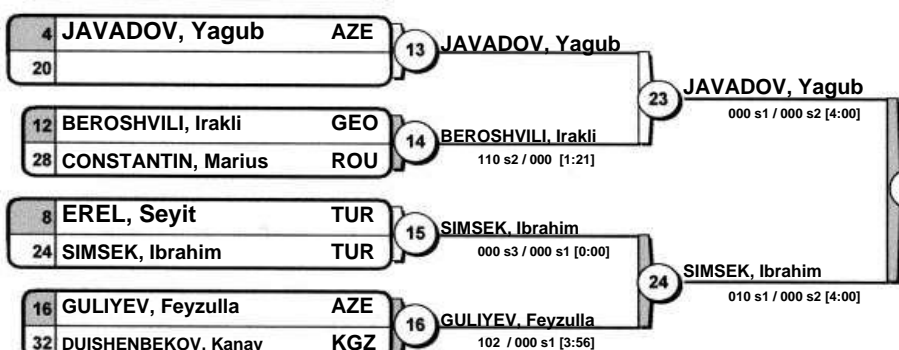 4 JAVADOV, Yagub AZE
20
13 JAVADOV, Yagub
12 BEROSHVILI, Irakli GEO
28 CONSTANTIN, Marius ROU
14 BEROSHVILI, Irakli
110 s2 / 000 [1:21]
23 JAVADOV, Yagub
000 s1 / 000 s2 [4:00]
8 EREL, Seyit TUR
24 SIMSEK, Ibrahim TUR
15 SIMSEK, Ibrahim
000 s3 / 000 s1 [0:00]
16 GULIYEV, Feyzulla AZE
32 DUISHENBEKOV, Kanay KGZ
16 GULIYEV, Feyzulla
102 / 000 s1 [3:56]
24 SIMSEK, Ibrahim
010 s1 / 000 s2 [4:00]